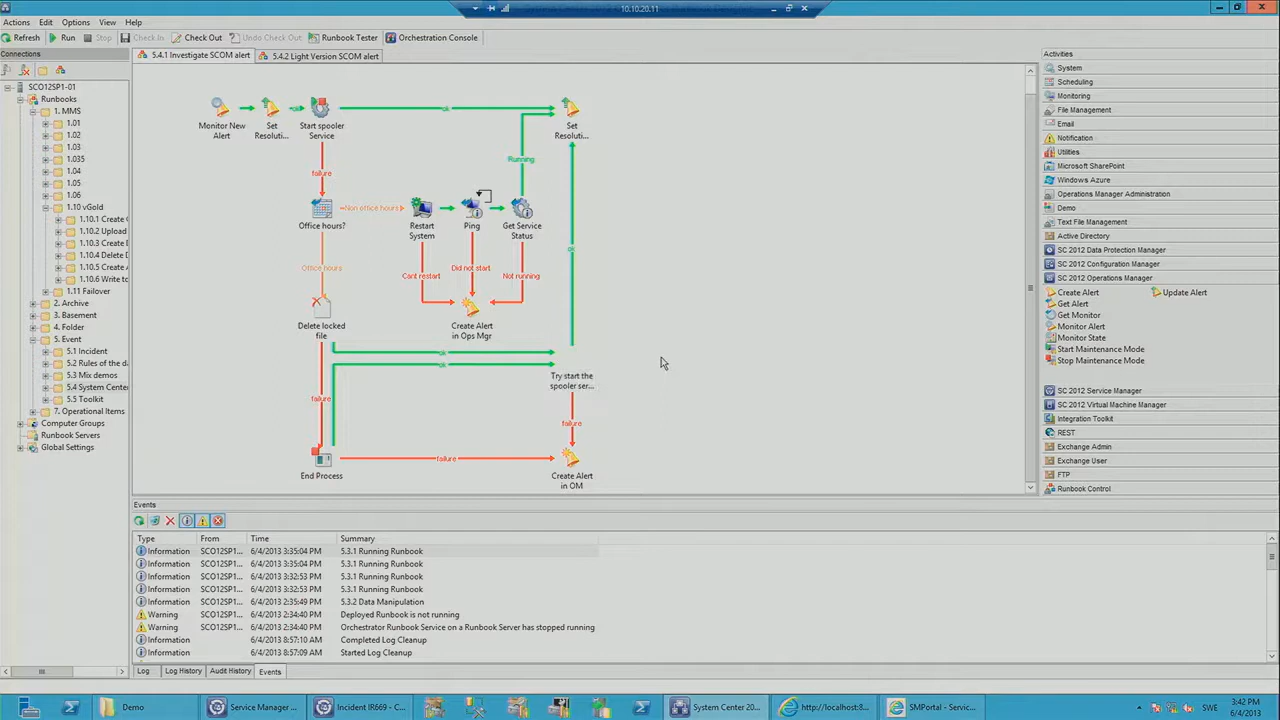 10.10.20.11
Actions Edit Options View Help
Refresh Run Stop Check In Check Out Undo Check Out Runbook Tester Orchestration Console
Connections
SCO12SP1-01
Runbooks
1. MMS
1.01
1.02
1.03
1.035
1.04
1.05
1.06
1.10 vGold
1.10.1 Create
1.10.2 Upload
1.10.3 Create
1.10.4 Delete
1.10.5 Create
1.10.6 Write to
1.11 Failover
2. Archive
3. Basement
4. Folder
5. Event
5.1 Incident
5.2 Rules of the da
5.3 Mix demos
5.4 System Center
5.5 Toolkit
7. Operational Items
Computer Groups
Runbook Servers
Global Settings
5.4.1 Investigate SCOM alert 5.4.2 Light Version SCOM alert
Monitor New
Alert
Set
Resoluti...
ok
Start spooler
Service
ok
Set
Resoluti...
failure
Running
Office hours?
Non office hours
Restart
System
Ping
Get Service
Status
Office hours
Cant restart
Did not start
Not running
ok
Delete locked
file
Create Alert
in Ops Mgr
ok
ok
Try start the
spooler ser...
failure
failure
End Process
failure
Create Alert
in OM
Activities
System
Scheduling
Monitoring
File Management
Email
Notification
Utilities
Microsoft SharePoint
Windows Azure
Operations Manager Administration
Demo
Text File Management
Active Directory
SC 2012 Data Protection Manager
SC 2012 Configuration Manager
SC 2012 Operations Manager
Create Alert Update Alert
Get Alert
Get Monitor
Monitor Alert
Monitor State
Start Maintenance Mode
Stop Maintenance Mode
SC 2012 Service Manager
SC 2012 Virtual Machine Manager
Integration Toolkit
REST
Exchange Admin
Exchange User
FTP
Runbook Control
Events
Type From Time Summary
Information SCO12SP1... 6/4/2013 3:35:04 PM 5.3.1 Running Runbook
Information SCO12SP1... 6/4/2013 3:35:04 PM 5.3.1 Running Runbook
Information SCO12SP1... 6/4/2013 3:32:53 PM 5.3.1 Running Runbook
Information SCO12SP1... 6/4/2013 3:32:53 PM 5.3.1 Running Runbook
Information SCO12SP1... 6/4/2013 2:35:49 PM 5.3.2 Data Manipulation
Warning SCO12SP1... 6/4/2013 2:34:40 PM Deployed Runbook is not running
Warning SCO12SP1... 6/4/2013 2:34:40 PM Orchestrator Runbook Service on a Runbook Server has stopped running
Information SCO12SP1... 6/4/2013 8:57:10 AM Completed Log Cleanup
Information SCO12SP1... 6/4/2013 8:57:09 AM Started Log Cleanup
Log Log History Audit History Events
Demo Service Manager ... Incident IR669 - C... System Center 20... http://localhost:8... SMPortal - Servic... SWE 3:42 PM
6/4/2013